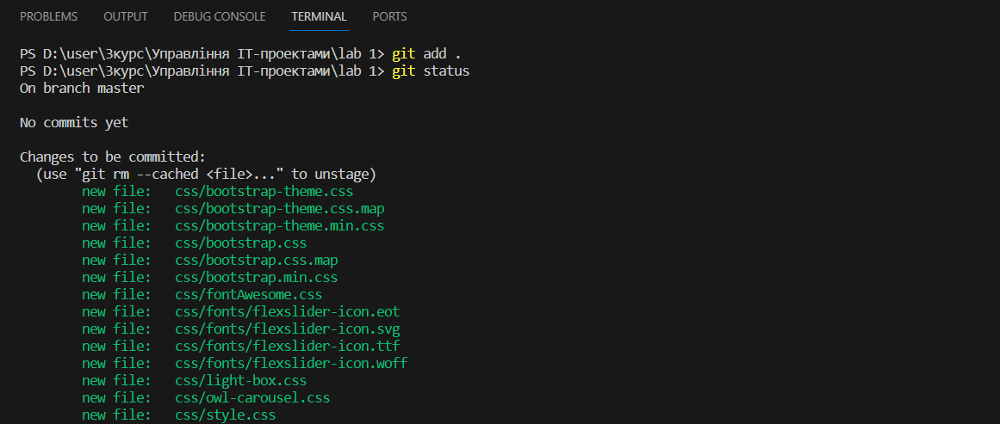 PROBLEMS OUTPUT DEBUG CONSOLE TERMINAL PORTS
PS D:\user\3курс\Управління ІТ-проектами\lab 1> git add .
PS D:\user\3курс\Управління ІТ-проектами\lab 1> git status
On branch master
No commits yet
Changes to be committed:
(use "git rm --cached <file>..." to unstage)
new file: css/bootstrap-theme.css
new file: css/bootstrap-theme.css.map
new file: css/bootstrap-theme.min.css
new file: css/bootstrap.css
new file: css/bootstrap.css.map
new file: css/bootstrap.min.css
new file: css/fontAwesome.css
new file: css/fonts/flexslider-icon.eot
new file: css/fonts/flexslider-icon.svg
new file: css/fonts/flexslider-icon.ttf
new file: css/fonts/flexslider-icon.woff
new file: css/light-box.css
new file: css/owl-carousel.css
new file: css/style.css